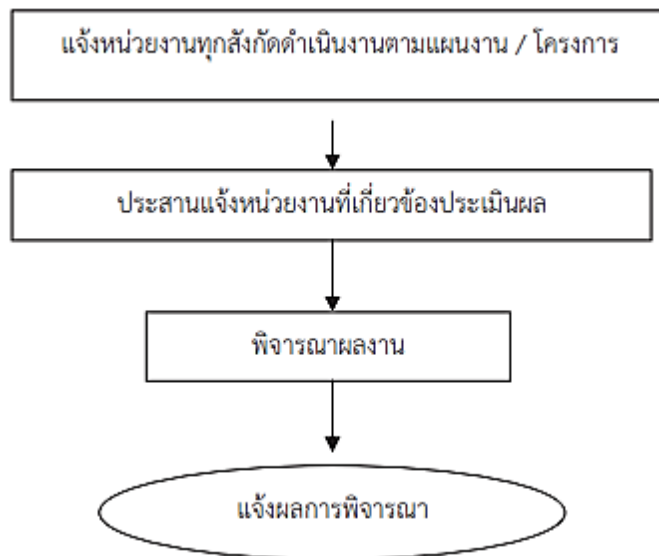 แจ้งหน่วยงานทุกสังกัดดำเนินงานตามแผนงาน / โครงการ
ประสานแจ้งหน่วยงานที่เกี่ยวข้องประเมินผล
พิจารณาผลงาน
แจ้งผลการพิจารณา